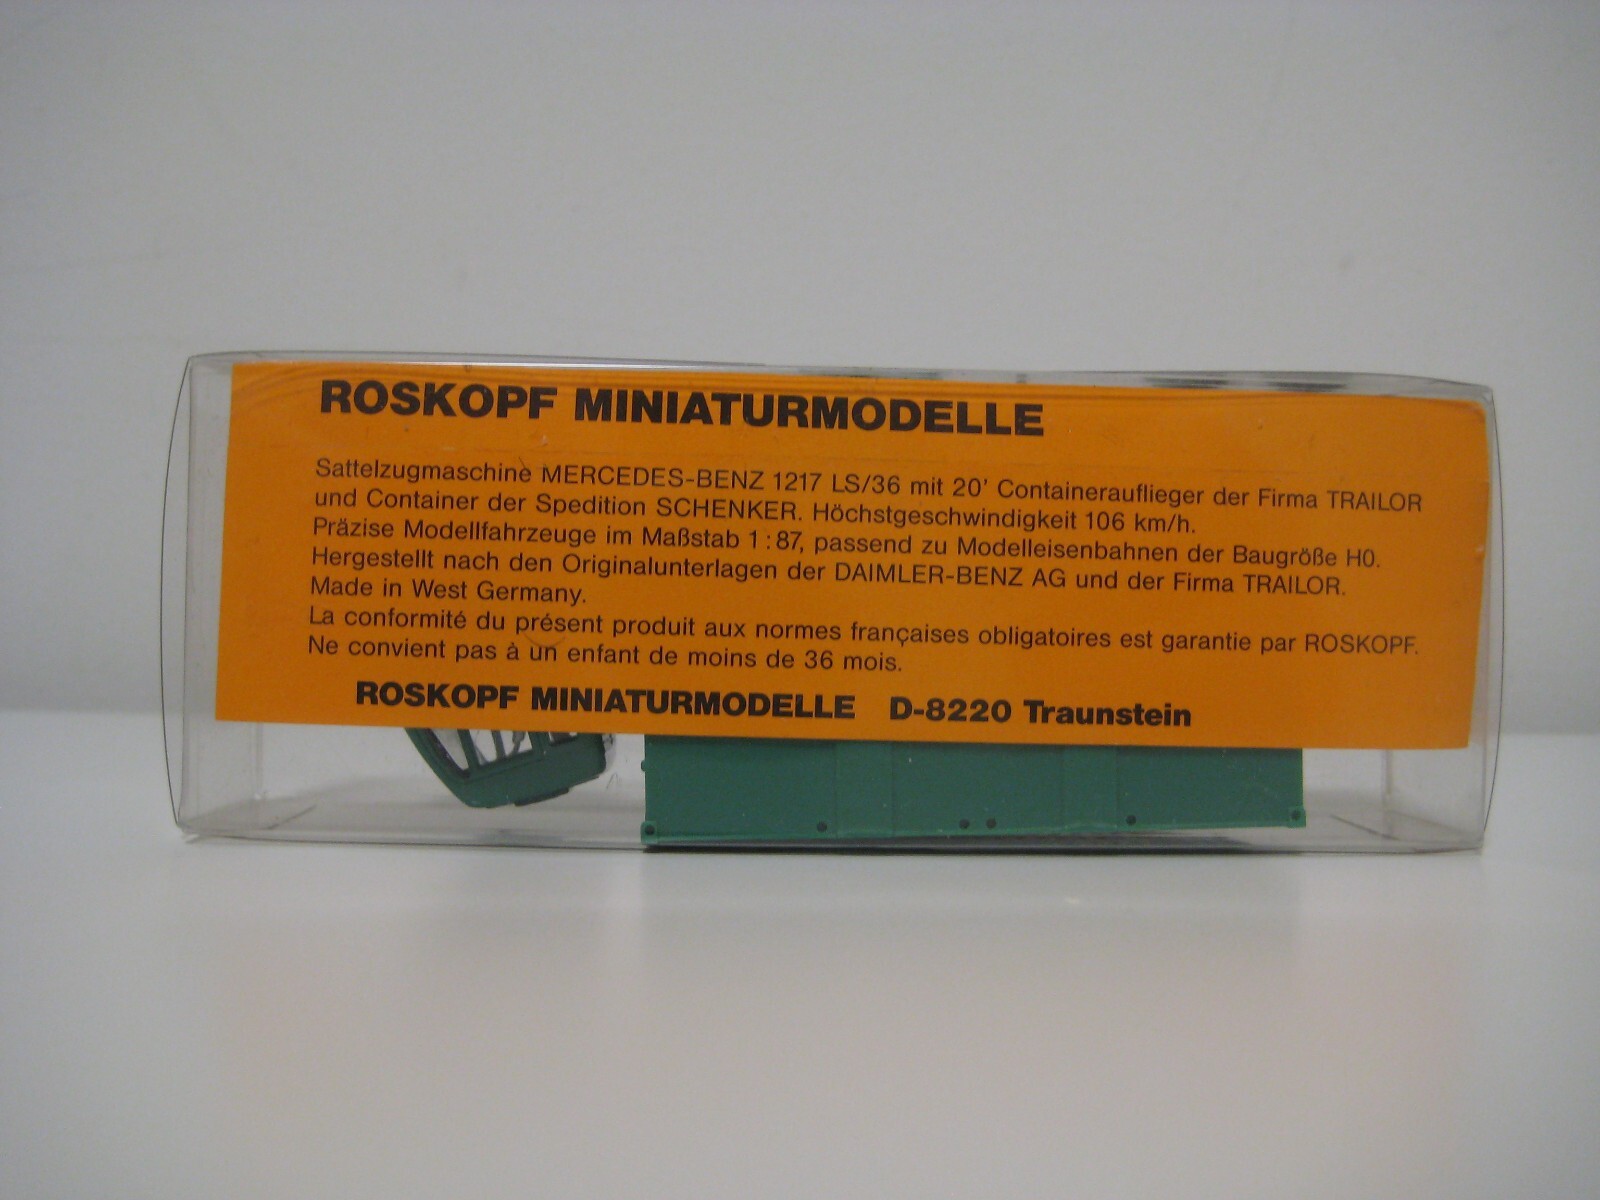 ROSKOPF MINIATURMODELLE
Sattelzugmaschine MERCEDES-BENZ 1217 LS/36 mit 20' Containerauflieger der Firma TRAILOR
und Container der Spedition SCHENKER. Höchstgeschwindigkeit 106 km/h.
Präzise Modellfahrzeuge im Maßstab 1:87, passend zu Modelleisenbahnen der Baugröße H0.
Hergestellt nach den Originalunterlagen der DAIMLER-BENZ AG und der Firma TRAILOR.
Made in West Germany.
La conformité du présent produit aux normes françaises obligatoires est garantie par ROSKOPF.
Ne convient pas à un enfant de moins de 36 mois.
ROSKOPF MINIATURMODELLE D-8220 Traunstein